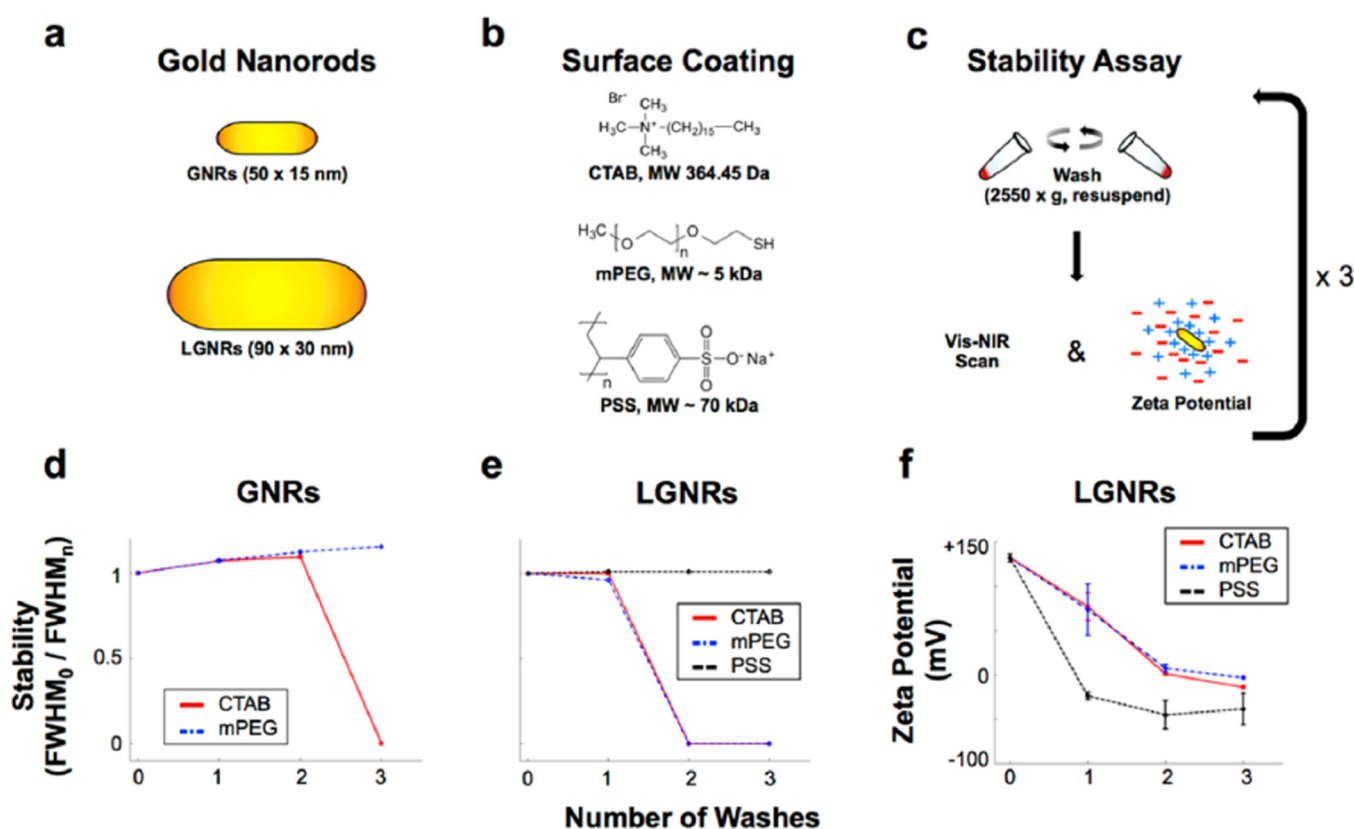 a
Gold Nanorods
GNRs (50 x 15 nm)
LGNRs (90 x 30 nm)
b
Surface Coating
Br-
CH3
H3C—N+—(CH2)15—CH3
H3C
CH3
CTAB, MW 364.45 Da
H3C
O
n
O
SH
mPEG, MW ~ 5 kDa
n
O
S
O- Na+
O
PSS, MW ~ 70 kDa
c
Stability Assay
Wash
(2550 x g, resuspend)
x 3
Vis-NIR
Scan
&
Zeta Potential
d
GNRs
Stability
(FWHM0 / FWHMn)
1
0.5
0
CTAB
mPEG
0 1 2 3
e
LGNRs
CTAB
mPEG
PSS
0 1 2 3
Number of Washes
f
LGNRs
Zeta Potential
(mV)
+150
0
-100
CTAB
mPEG
PSS
0 1 2 3